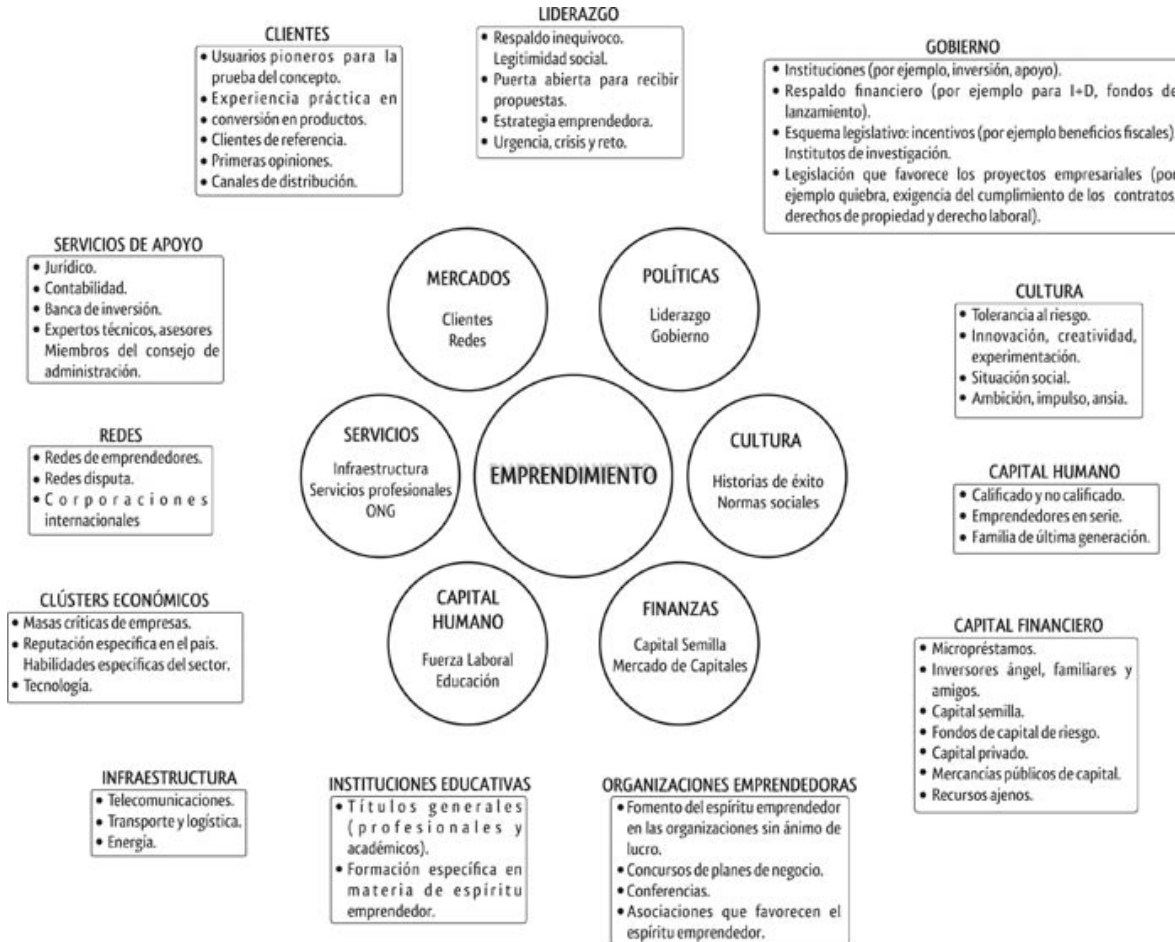 LIDERAZGO
• Respaldo inequivoco.
Legitimidad social.
• Puerta abierta para recibir
propuestas.
• Estrategia emprendedora.
• Urgencia, crisis y reto.
CLIENTES
• Usuarios pioneros para la
prueba del concepto.
• Experiencia práctica en
• conversión en productos.
• Clientes de referencia.
• Primeras opiniones.
• Canales de distribución.
GOBIERNO
• Instituciones (por ejemplo, inversión, apoyo).
• Respaldo financiero (por ejemplo para I+D, fondos de
lanzamiento).
• Esquema legislativo: incentivos (por ejemplo beneficios fiscales)
Institutos de investigación.
• Legislación que favorece los proyectos empresariales (por
ejemplo quiebra, exigencia del cumplimiento de los contratos
derechos de propiedad y derecho laboral).
SERVICIOS DE APOYO
• Jurídico.
• Contabilidad.
• Banca de inversión.
• Expertos técnicos, asesores
Miembros del consejo de
administración.
MERCADOS
Clientes
Redes
POLÍTICAS
Liderazgo
Gobierno
CULTURA
• Tolerancia al riesgo.
• Innovación, creatividad,
experimentación.
• Situación social.
• Ambición, impulso, ansia.
REDES
• Redes de emprendedores.
• Redes disputa.
• Corporaciones
internacionales
SERVICIOS
Infraestructura
Servicios profesionales
ONG
EMPRENDIMIENTO
CULTURA
Historias de éxito
Normas sociales
CAPITAL HUMANO
• Calificado y no calificado.
• Emprendedores en serie.
• Familia de última generación.
CLÚSTERS ECONÓMICOS
• Masas críticas de empresas.
• Reputación especifica en el país.
Habilidades especificas del sector.
• Tecnología.
CAPITAL
HUMANO
Fuerza Laboral
Educación
FINANZAS
Capital Semilla
Mercado de Capitales
CAPITAL FINANCIERO
• Micropréstamos.
• Inversores ángel, familiares y
amigos.
• Capital semilla.
• Fondos de capital de riesgo.
• Capital privado.
• Mercancías públicos de capital.
• Recursos ajenos.
INFRAESTRUCTURA
• Telecomunicaciones.
• Transporte y logística.
• Energía.
INSTITUCIONES EDUCATIVAS
• Títulos generales
(profesionales y
académicos).
• Formación específica en
materia de espíritu
emprendedor.
ORGANIZACIONES EMPRENDEDORAS
• Fomento del espíritu emprendedor
en las organizaciones sin ánimo de
lucro.
• Concursos de planes de negocio.
• Conferencias.
• Asociaciones que favorecen el
espíritu emprendedor.